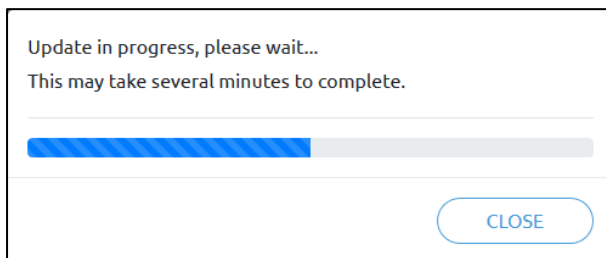 Update in progress, please wait...
This may take several minutes to complete.
CLOSE